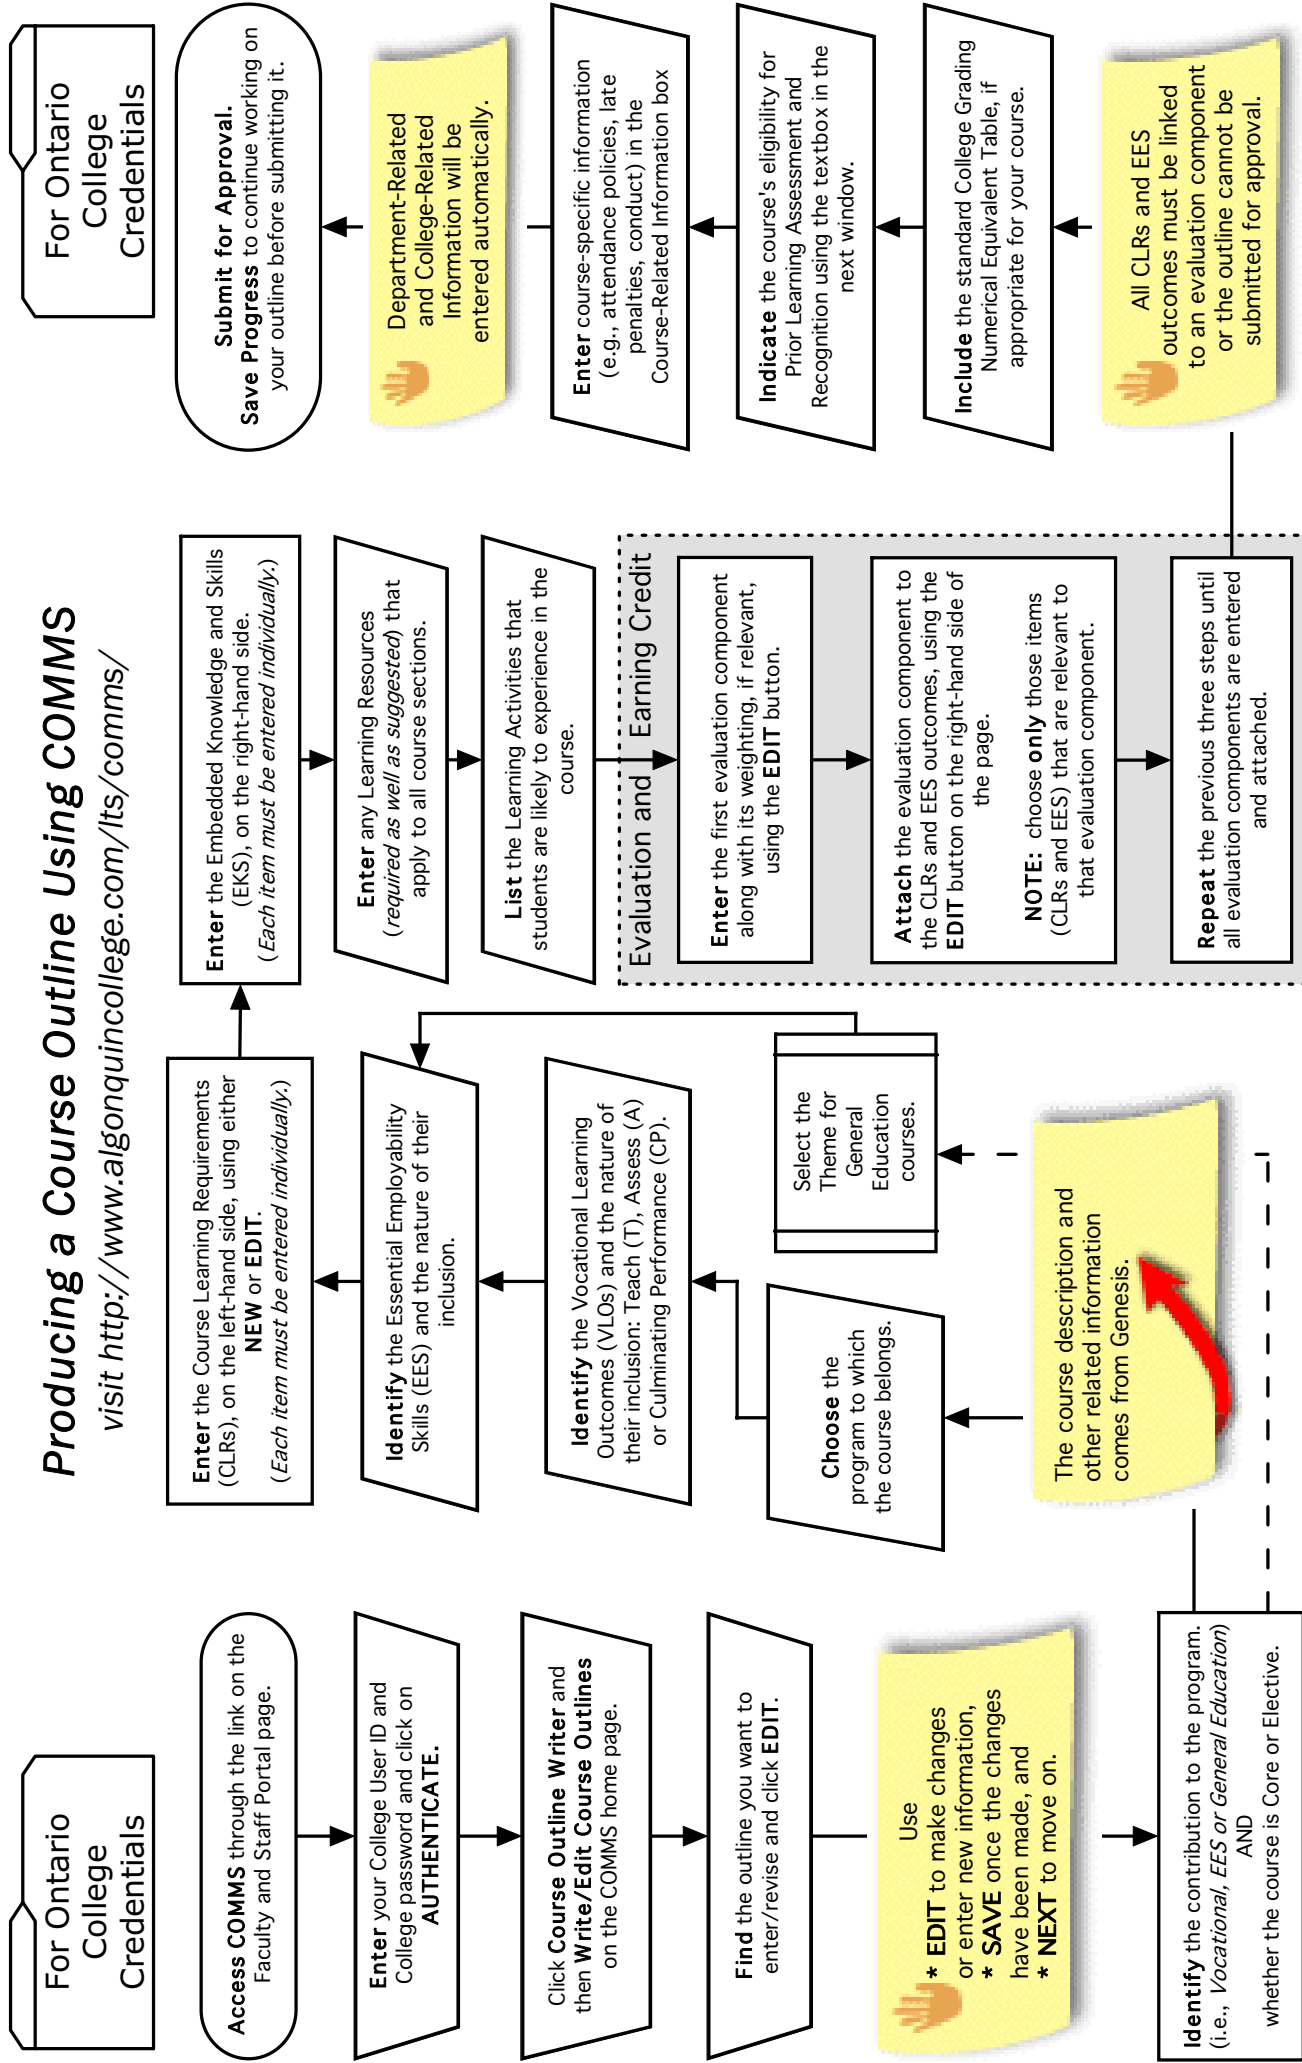 For Ontario
College
Credentials
Producing a Course Outline Using COMMS
visit http://www.algonquincollege.com/lts/comms/
For Ontario
College
Credentials
Access COMMS through the link on the
Faculty and Staff Portal page.
Enter your College User ID and
College password and click on
AUTHENTICATE.
Click Course Outline Writer and
then Write/Edit Course Outlines
on the COMMS home page.
Find the outline you want to
enter/revise and click EDIT.
Use
* EDIT to make changes
or enter new information,
* SAVE once the changes
have been made, and
* NEXT to move on.
Identify the contribution to the program.
(i.e., Vocational, EES or General Education)
AND
whether the course is Core or Elective.
The course description and
other related information
comes from Genesis.
Choose the
program to which
the course belongs.
Select the
Theme for
General
Education
courses.
Identify the Vocational Learning
Outcomes (VLOs) and the nature of
their inclusion: Teach (T), Assess (A)
or Culminating Performance (CP).
Identify the Essential Employability
Skills (EES) and the nature of their
inclusion.
Enter the Course Learning Requirements
(CLRs), on the left-hand side, using either
NEW or EDIT.
(Each item must be entered individually.)
Enter the Embedded Knowledge and Skills
(EKS), on the right-hand side.
(Each item must be entered individually.)
Enter any Learning Resources
(required as well as suggested) that
apply to all course sections.
List the Learning Activities that
students are likely to experience in the
course.
Evaluation and Earning Credit
Enter the first evaluation component
along with its weighting, if relevant,
using the EDIT button.
Attach the evaluation component to
the CLRs and EES outcomes, using the
EDIT button on the right-hand side of
the page.
NOTE: choose only those items
(CLRs and EES) that are relevant to
that evaluation component.
Repeat the previous three steps until
all evaluation components are entered
and attached.
All CLRs and EES
outcomes must be linked
to an evaluation component
or the outline cannot be
submitted for approval.
Include the standard College Grading
Numerical Equivalent Table, if
appropriate for your course.
Indicate the course's eligibility for
Prior Learning Assessment and
Recognition using the textbox in the
next window.
Enter course-specific information
(e.g., attendance policies, late
penalties, conduct) in the
Course-Related Information box
Department-Related
and College-Related
Information will be
entered automatically.
Submit for Approval.
Save Progress to continue working on
your outline before submitting it.